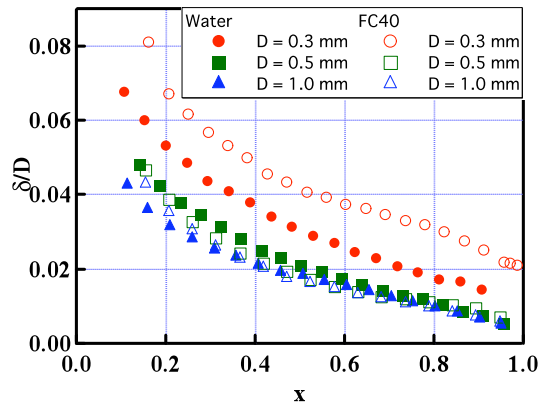 Water FC40
D = 0.3 mm D = 0.3 mm
D = 0.5 mm D = 0.5 mm
D = 1.0 mm D = 1.0 mm
0.08
0.06
0.04
0.02
0.00
δ/D
0.0 0.2 0.4 0.6 0.8 1.0
x